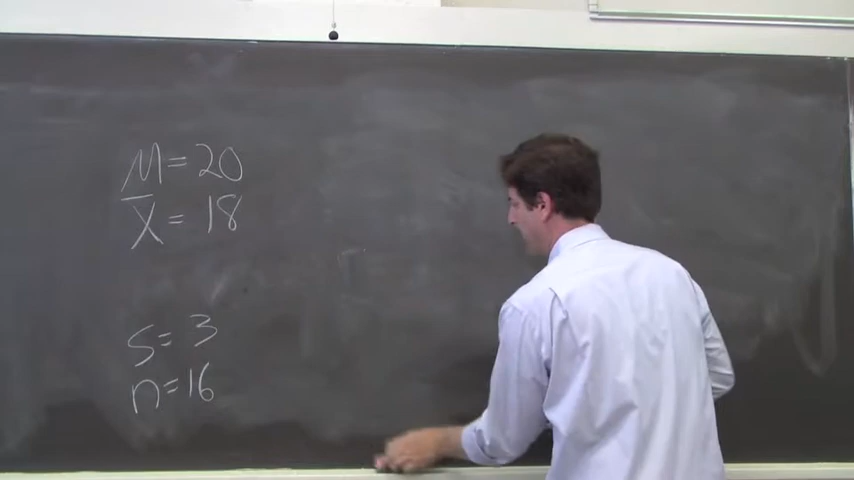 μ = 20
x̄ = 18
s = 3
n = 16